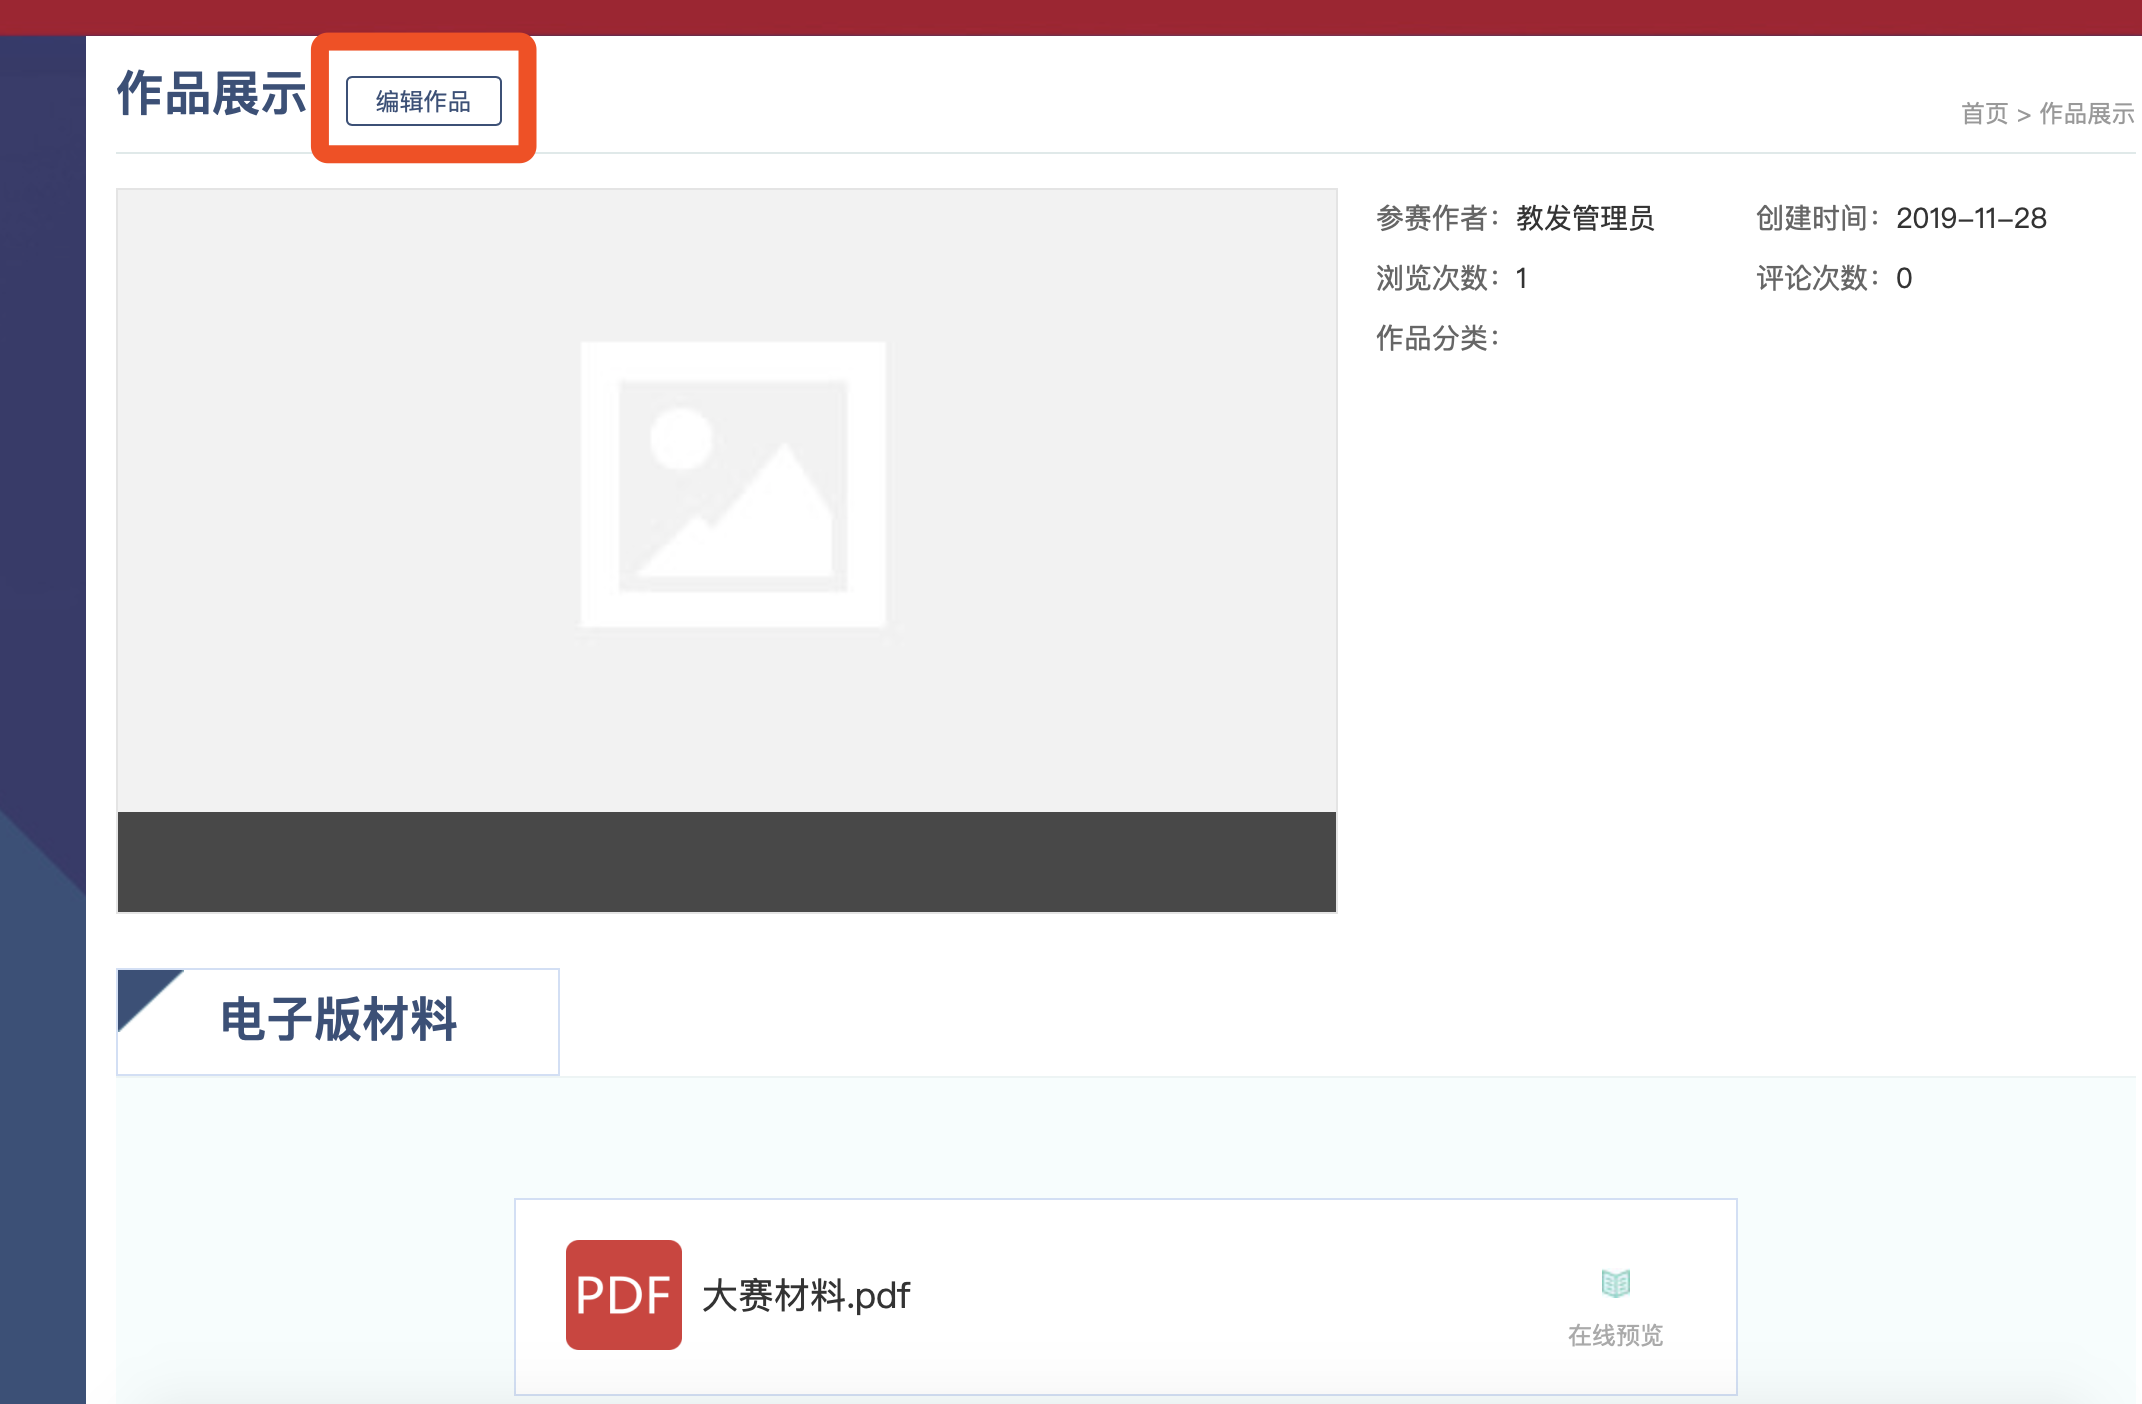 作品展示 编辑作品
首页 > 作品展示
参赛作者：教发管理员 创建时间：2019-11-28
浏览次数：1 评论次数：0
作品分类：
电子版材料
PDF 大赛材料.pdf
在线预览